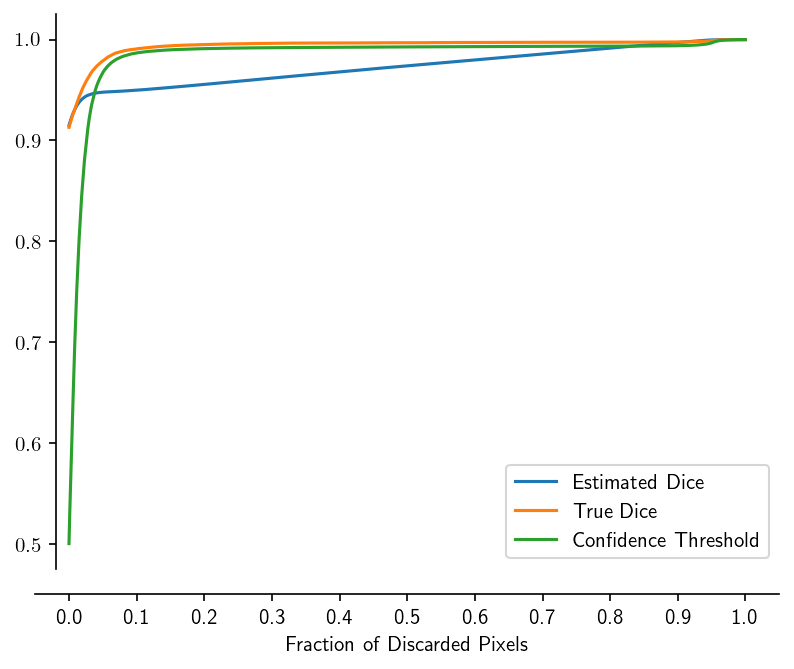 1.0
0.9
0.8
0.7
0.6
0.5
Estimated Dice
True Dice
Confidence Threshold
0.0 0.1 0.2 0.3 0.4 0.5 0.6 0.7 0.8 0.9 1.0
Fraction of Discarded Pixels